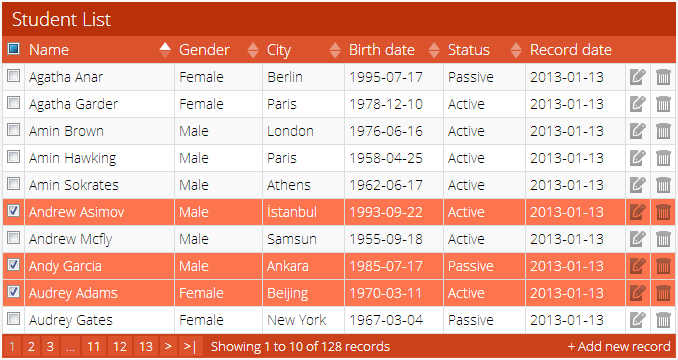 Student List
Name Gender City Birth date Status Record date
Agatha Anar Female Berlin 1995-07-17 Passive 2013-01-13
Agatha Garder Female Paris 1978-12-10 Active 2013-01-13
Amin Brown Male London 1976-06-16 Active 2013-01-13
Amin Hawking Male Paris 1958-04-25 Active 2013-01-13
Amin Sokrates Male Athens 1962-06-17 Active 2013-01-13
Andrew Asimov Male İstanbul 1993-09-22 Active 2013-01-13
Andrew Mcfly Male Samsun 1955-09-18 Active 2013-01-13
Andy Garcia Male Ankara 1985-07-17 Passive 2013-01-13
Audrey Adams Female Beijing 1970-03-11 Active 2013-01-13
Audrey Gates Female New York 1967-03-04 Passive 2013-01-13
1 2 3 ... 11 12 13 > >| Showing 1 to 10 of 128 records + Add new record